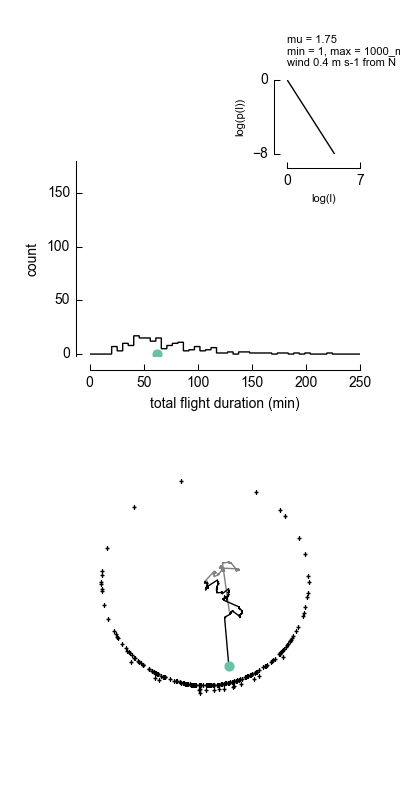 mu = 1.75
min = 1, max = 1000_m
wind 0.4 m s-1 from N
log(p(l))
0
−8
0 7
log(l)
count
150
100
50
0
0 50 100 150 200 250
total flight duration (min)